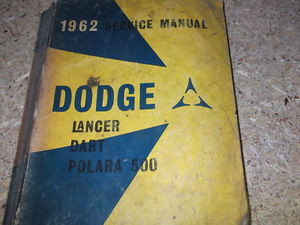 1962 SERVICE MANUAL
DODGE
LANCER
DART
POLARA 500